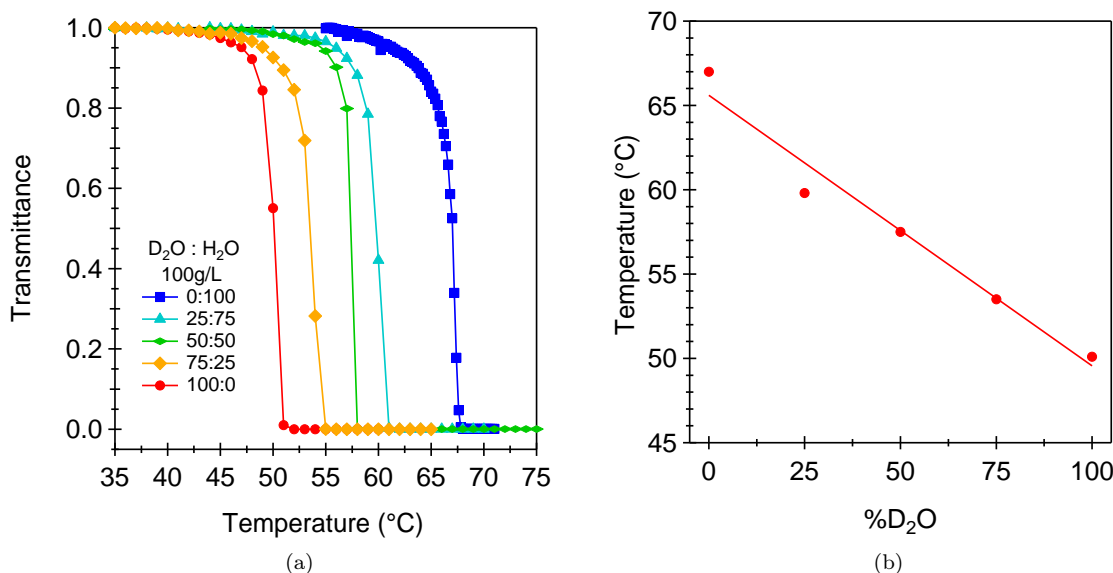 1.0
0.8
0.6
0.4
0.2
0.0
Transmittance
D₂O : H₂O
100g/L
0:100
25:75
50:50
75:25
100:0
35 40 45 50 55 60 65 70 75
Temperature (°C)
(a)
70
65
60
55
50
45
Temperature (°C)
0 25 50 75 100
%D₂O
(b)